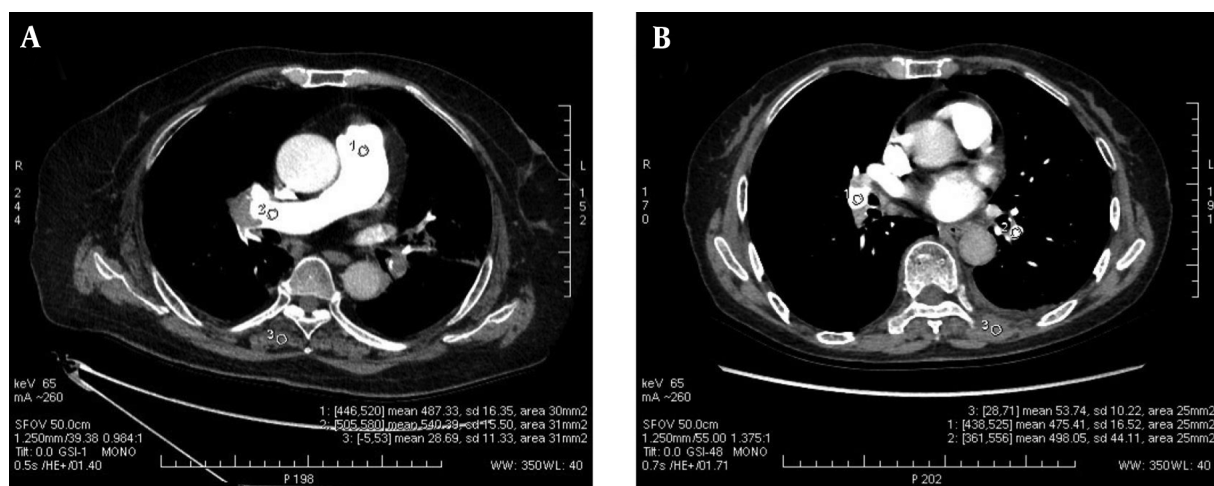 A
1
2
3
R
2
4
4
L
1
5
2
keV 65
mA ~260
SFOV 50.0cm
1.250mm/39.38 0.984:1
Tilt: 0.0 GSI-1 MONO
0.5s /HE+/01.40
1: [446,520] mean 487.33, sd 16.35, area 30mm2
2: [505,580] mean 540.39, sd 15.50, area 31mm2
3: [-5,53] mean 28.69, sd 11.33, area 31mm2
WW: 350WL: 40
P 198
B
1
2
3
R
1
7
0
L
1
9
1
keV 65
mA ~260
SFOV 50.0cm
1.250mm/55.00 1.375:1
Tilt: 0.0 GSI-48 MONO
0.7s /HE+/01.71
3: [28,71] mean 53.74, sd 10.22, area 25mm2
1: [438,525] mean 475.41, sd 16.52, area 25mm2
2: [361,556] mean 498.05, sd 44.11, area 25mm2
WW: 350WL: 40
P 202